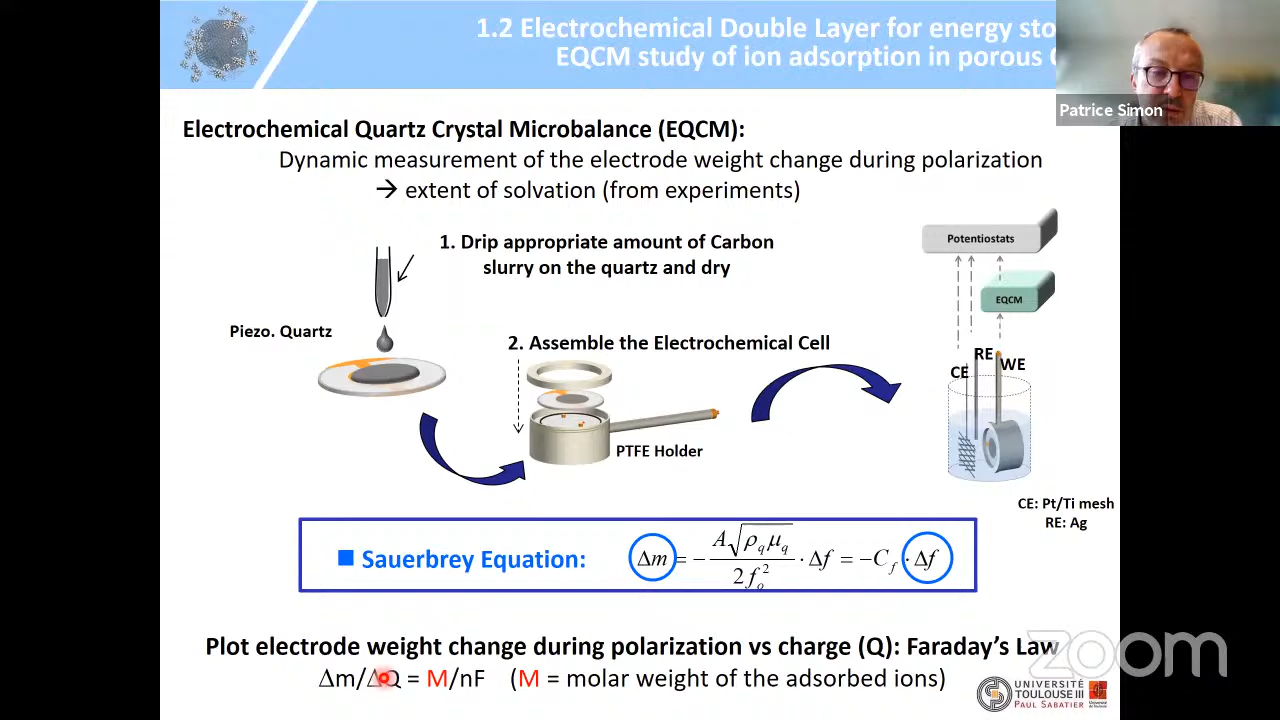 1.2 Electrochemical Double Layer for energy sto
EQCM study of ion adsorption in porous
Patrice Simon
Electrochemical Quartz Crystal Microbalance (EQCM):
Dynamic measurement of the electrode weight change during polarization
→ extent of solvation (from experiments)
1. Drip appropriate amount of Carbon
slurry on the quartz and dry
Piezo. Quartz
2. Assemble the Electrochemical Cell
PTFE Holder
Potentiostats
EQCM
RE
CE
WE
CE: Pt/Ti mesh
RE: Ag
■ Sauerbrey Equation: Δm = − A√ρqμq / 2fo² · Δf = −Cf · Δf
Plot electrode weight change during polarization vs charge (Q): Faraday's Law
Δm/ΔQ = M/nF (M = molar weight of the adsorbed ions)
zoom
UNIVERSITÉ
TOULOUSE III
PAUL SABATIER